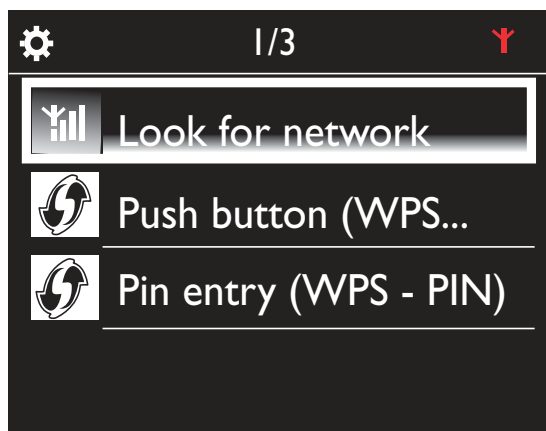 1/3
Look for network
Push button (WPS...
Pin entry (WPS - PIN)